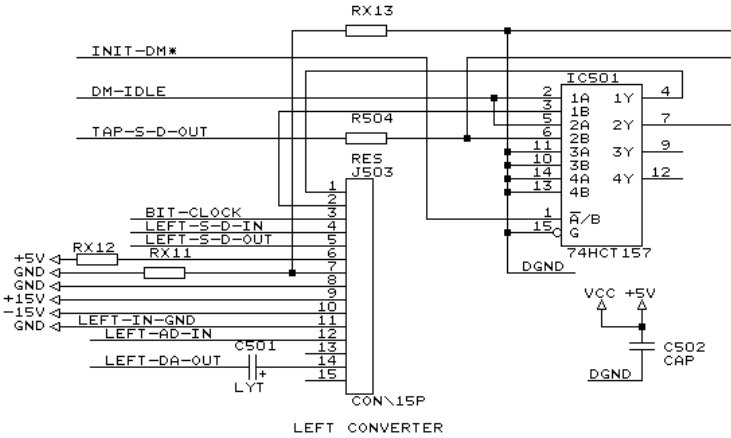 RX13
INIT-DM*
IC501
DM-IDLE
2 1A 1Y 4
3 1B
5 2A 2Y 7
R504
TAP-S-D-OUT
6 2B
11 3A 3Y 9
10 3B
14 4A 4Y 12
13 4B
RES
J503
1
2
BIT-CLOCK 3
LEFT-S-D-IN 4
LEFT-S-D-OUT 5
1 A/B
15 G
74HCT157
DGND
RX12 RX11
+5V 6
GND 7
GND 8
+15V 9
-15V 10
GND LEFT-IN-GND 11
LEFT-AD-IN 12
13
C501
LEFT-DA-OUT 14
+
LYT
15
CON\15P
VCC +5V
C502
CAP
DGND
LEFT CONVERTER